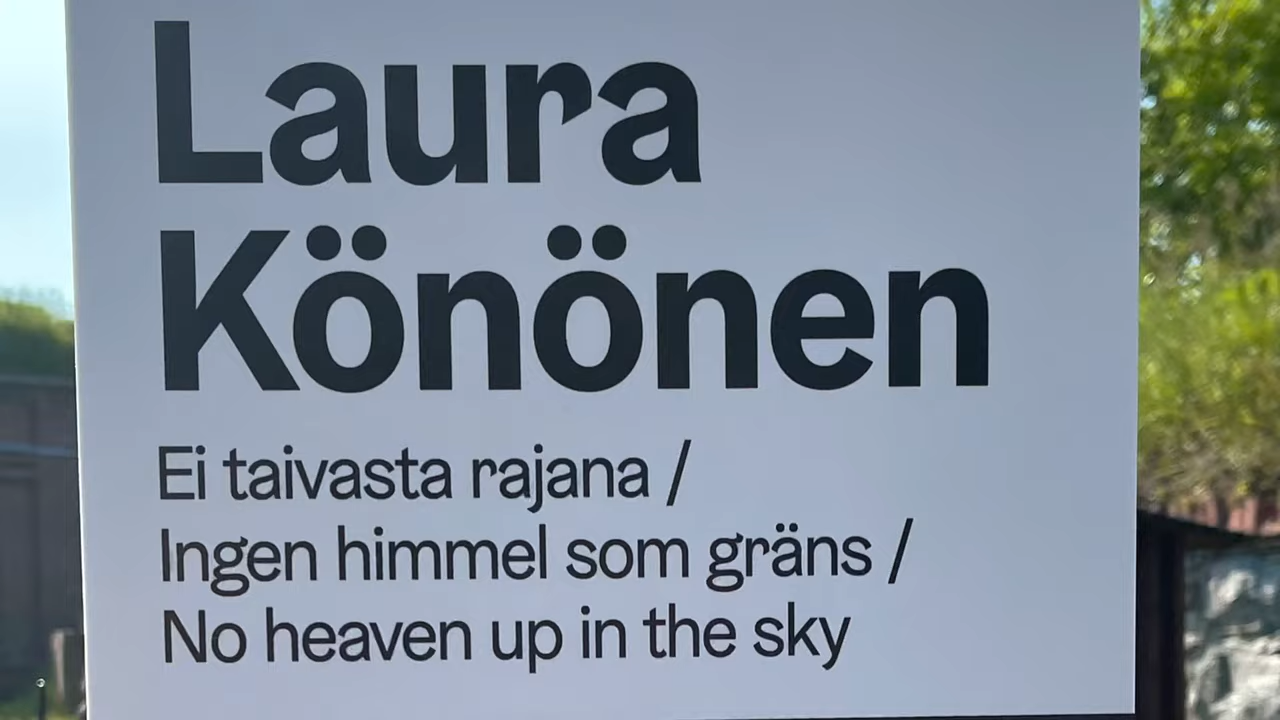 Laura
Könönen
Ei taivasta rajana /
Ingen himmel som gräns /
No heaven up in the sky